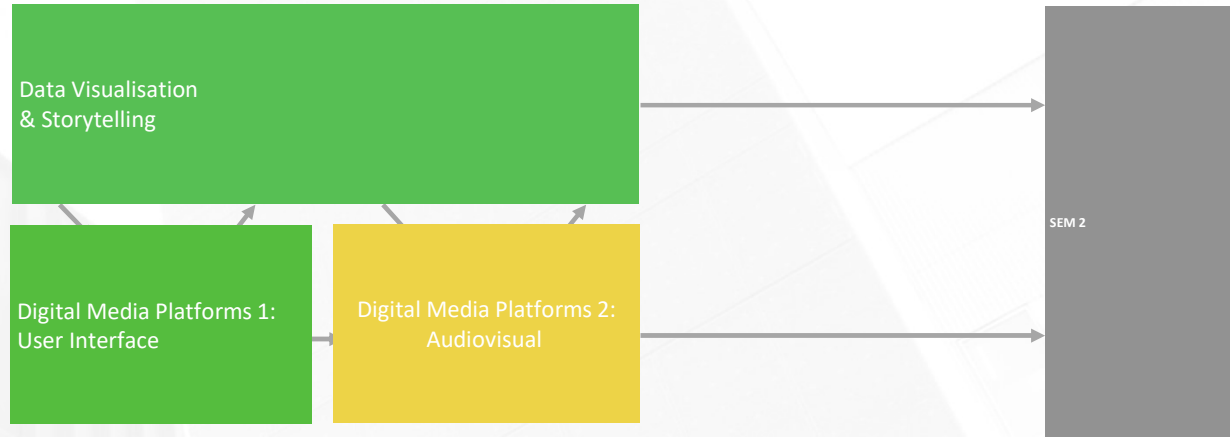 Data Visualisation
& Storytelling
SEM 2
Digital Media Platforms 1:
User Interface
Digital Media Platforms 2:
Audiovisual